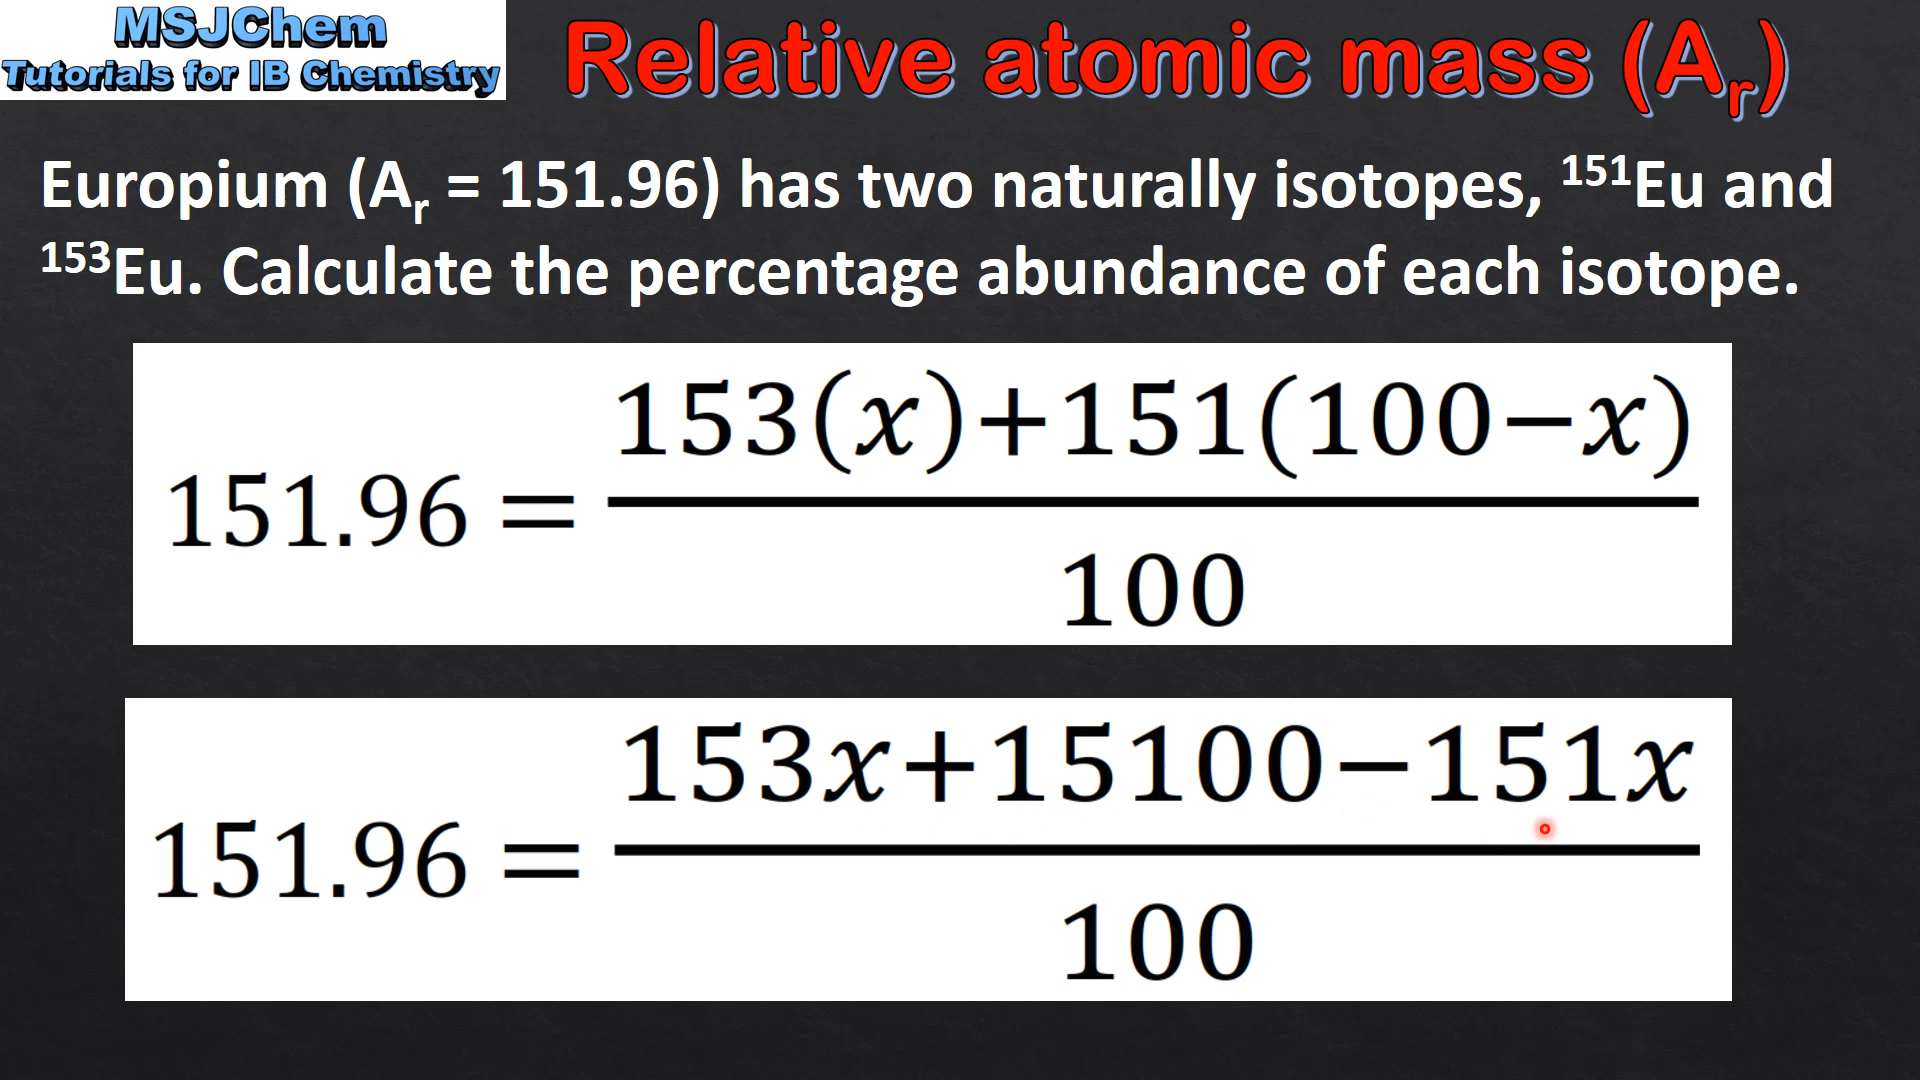 MSJChem
Tutorials for IB Chemistry
Relative atomic mass (Aᵣ)
Europium (Aᵣ = 151.96) has two naturally isotopes, ¹⁵¹Eu and
¹⁵³Eu. Calculate the percentage abundance of each isotope.
153(x)+151(100−x)
151.96 =
100
153x+15100−151x
151.96 =
100